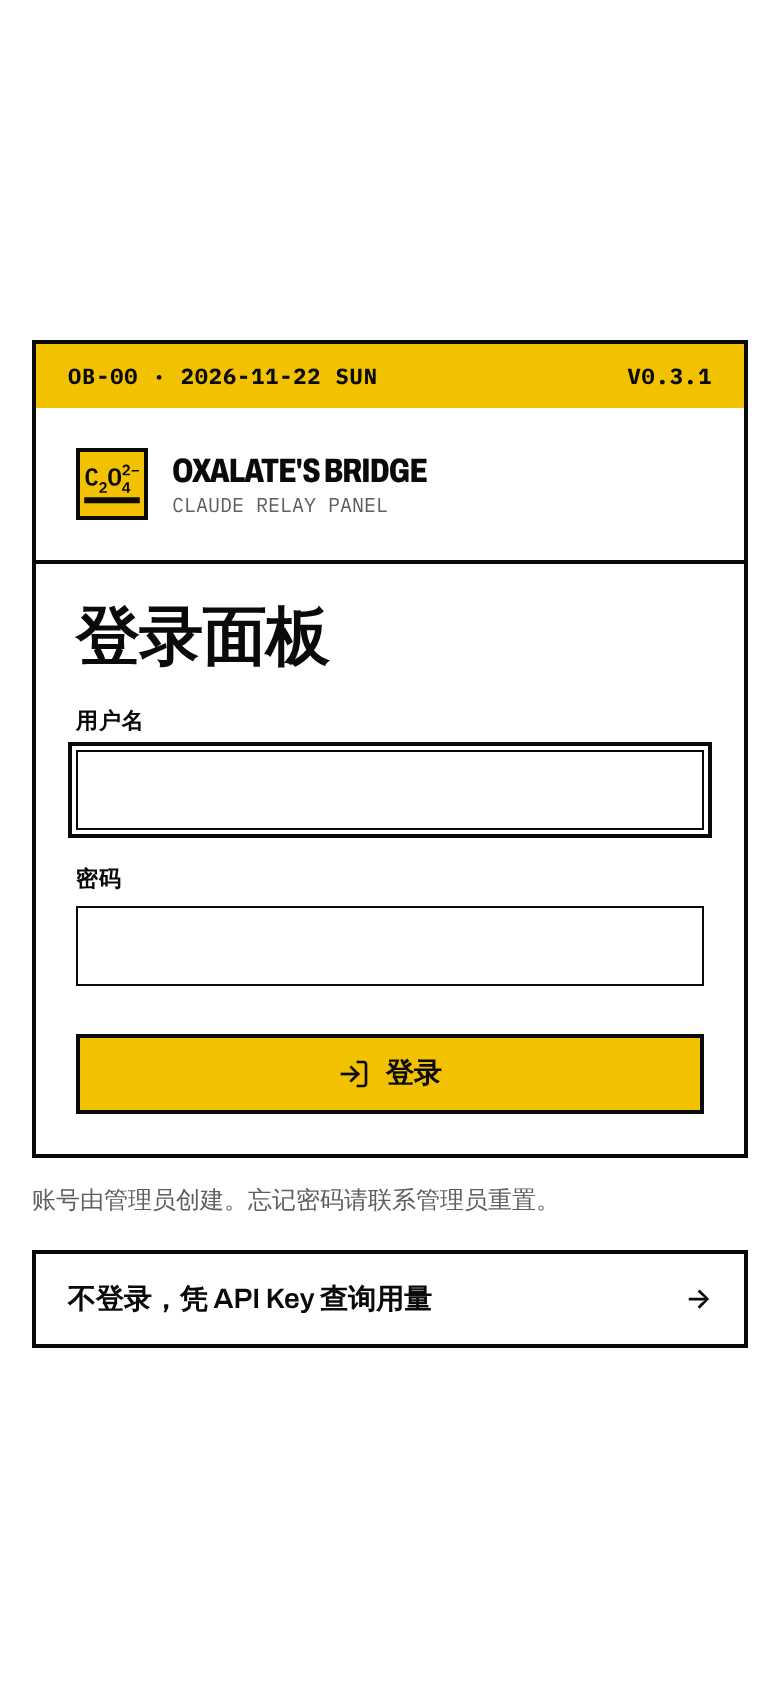 OB-00 · 2026-11-22 SUN V0.3.1
C₂O₄²⁻
OXALATE'S BRIDGE
CLAUDE RELAY PANEL
登录面板
用户名
密码
登录
账号由管理员创建。忘记密码请联系管理员重置。
不登录，凭 API Key 查询用量